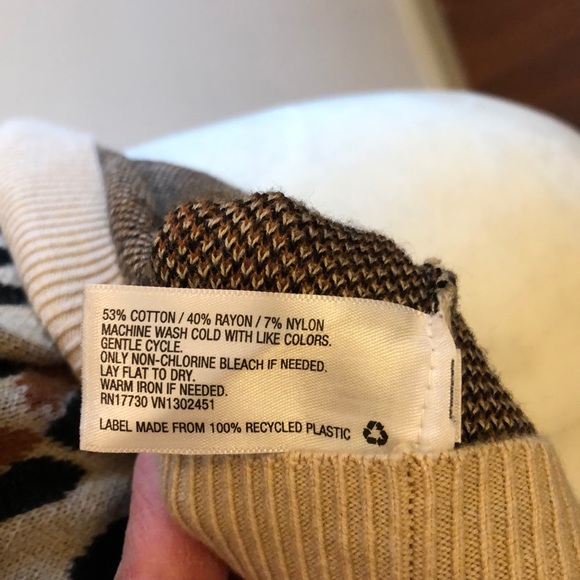 53% COTTON / 40% RAYON / 7% NYLON
MACHINE WASH COLD WITH LIKE COLORS.
GENTLE CYCLE.
ONLY NON-CHLORINE BLEACH IF NEEDED.
LAY FLAT TO DRY.
WARM IRON IF NEEDED.
RN17730 VN1302451
LABEL MADE FROM 100% RECYCLED PLASTIC